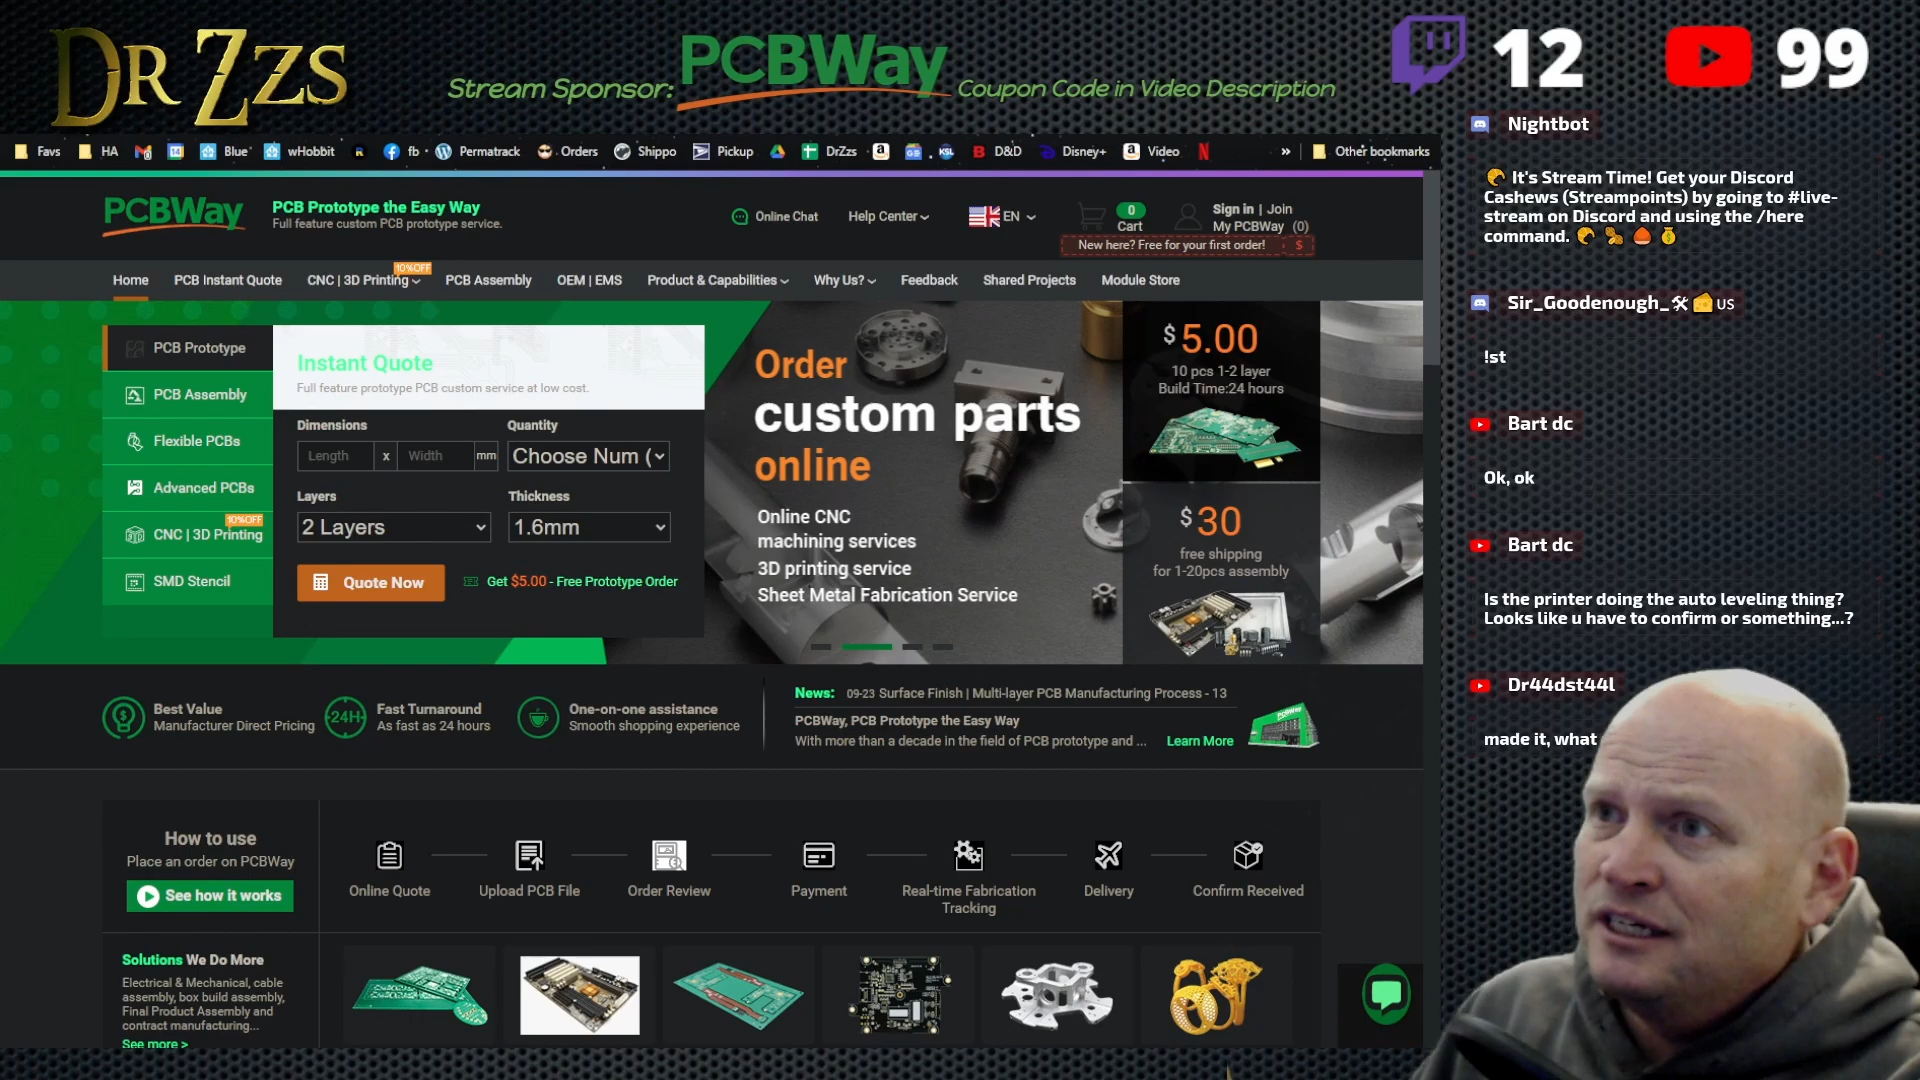 DR ZZS
Stream Sponsor: PCBWay Coupon Code in Video Description
12
99
Favs HA 14 Blue wHobbit fb Permatrack Orders Shippo Pickup DrZzs KSL B D&D Disney+ Video » Other bookmarks
PCBWay
PCB Prototype the Easy Way
Full feature custom PCB prototype service.
Online Chat
Help Center
EN
0
Cart
Sign in | Join
My PCBWay (0)
New here? Free for your first order! $
10%OFF
Home PCB Instant Quote CNC | 3D Printing PCB Assembly OEM | EMS Product & Capabilities Why Us? Feedback Shared Projects Module Store
PCB Prototype
PCB Assembly
Flexible PCBs
Advanced PCBs
10%OFF
CNC | 3D Printing
SMD Stencil
Instant Quote
Full feature prototype PCB custom service at low cost.
Dimensions
Quantity
Length x Width mm
Choose Num (
Layers
Thickness
2 Layers
1.6mm
Quote Now
Get $5.00 - Free Prototype Order
Order
custom parts
online
Online CNC
machining services
3D printing service
Sheet Metal Fabrication Service
$5.00
10 pcs 1-2 layer
Build Time:24 hours
$30
free shipping
for 1-20pcs assembly
Best Value
Manufacturer Direct Pricing
24H
Fast Turnaround
As fast as 24 hours
One-on-one assistance
Smooth shopping experience
News: 09-23 Surface Finish | Multi-layer PCB Manufacturing Process - 13
PCBWay, PCB Prototype the Easy Way
With more than a decade in the field of PCB prototype and ... Learn More
PCBWay
How to use
Place an order on PCBWay
See how it works
Online Quote
Upload PCB File
Order Review
Payment
Real-time Fabrication
Tracking
Delivery
Confirm Received
Solutions We Do More
Electrical & Mechanical, cable
assembly, box build assembly,
Final Product Assembly and
contract manufacturing...
See more >
Nightbot
It's Stream Time! Get your Discord
Cashews (Streampoints) by going to #live-
stream on Discord and using the /here
command.
Sir_Goodenough_🛠🧀US
!st
Bart dc
Ok, ok
Bart dc
Is the printer doing the auto leveling thing?
Looks like u have to confirm or something...?
Dr44dst44l
made it, what